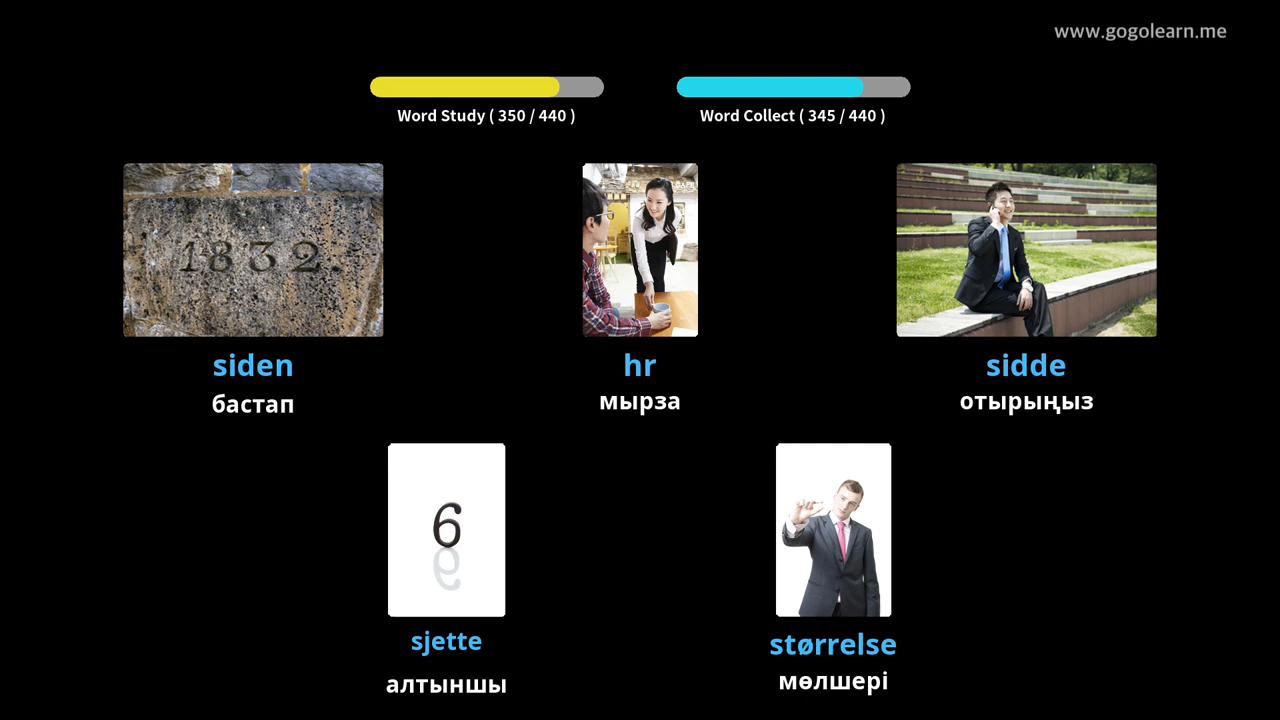 www.gogolearn.me
Word Study ( 350 / 440 )
Word Collect ( 345 / 440 )
1832.
siden
бастап
hr
мырза
sidde
отырыңыз
6
sjette
алтыншы
størrelse
мөлшері